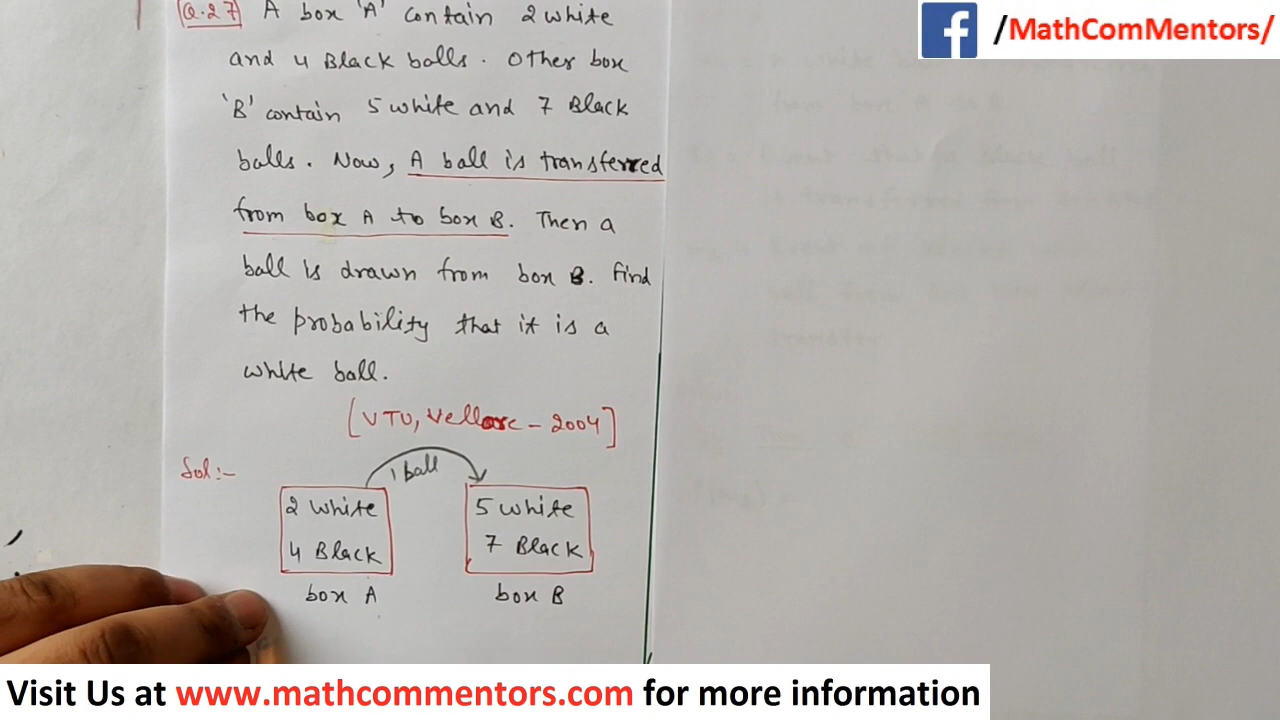 Q.27 A box 'A' contain 2 white
and 4 Black balls. Other box
'B' contain 5 white and 7 Black
balls. Now, A ball is transferred
from box A to box B. Then a
ball is drawn from box B. Find
the probability that it is a
white ball.
[VTU, Vellore - 2004]
Sol:-
1 ball
2 white
4 Black
box A
5 white
7 Black
box B
f /MathComMentors/
Visit Us at www.mathcommentors.com for more information